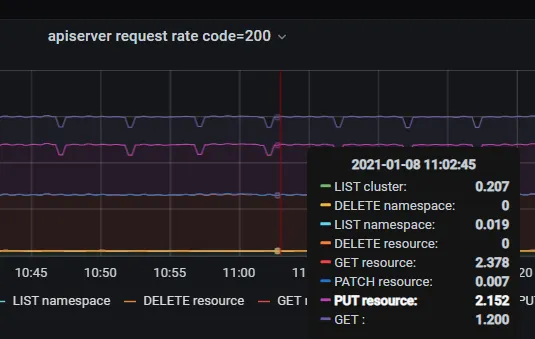 apiserver request rate code=200
2021-01-08 11:02:45
LIST cluster: 0.207
DELETE namespace: 0
LIST namespace: 0.019
DELETE resource: 0
GET resource: 2.378
PATCH resource: 0.007
PUT resource: 2.152
GET : 1.200
10:45 10:50 10:55 11:00 11 20
LIST namespace DELETE resource GET r PU